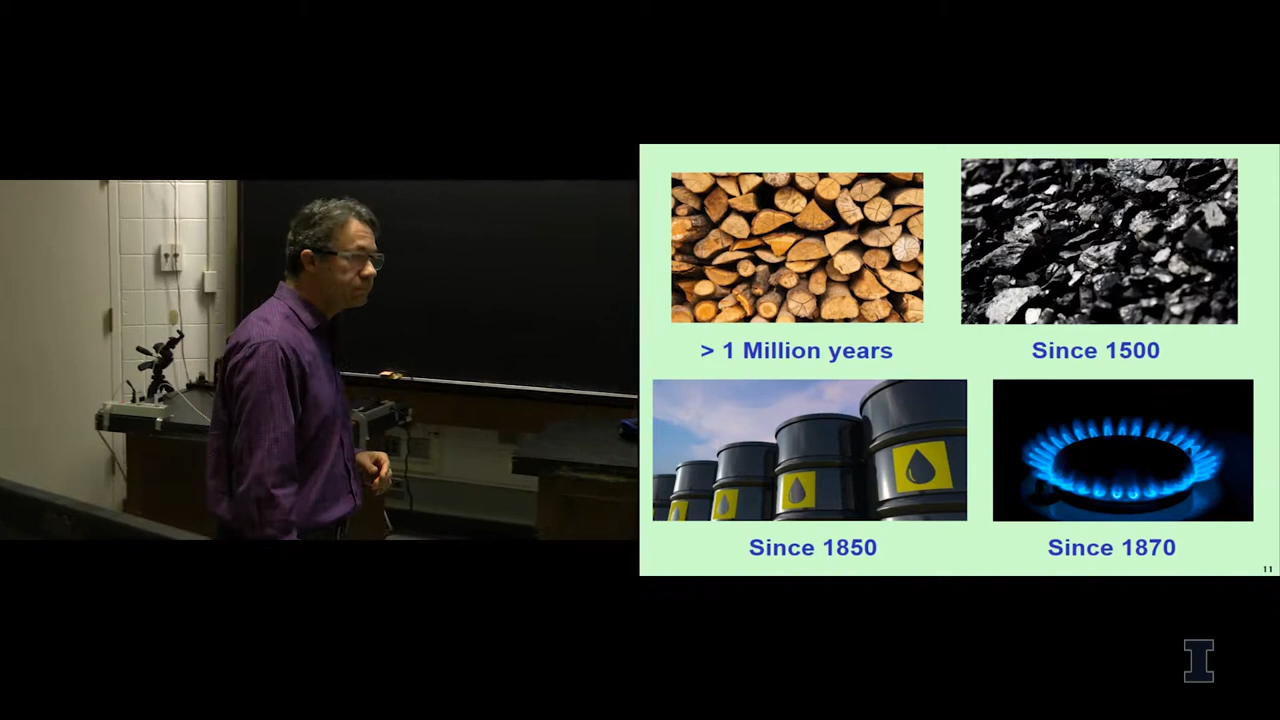 > 1 Million years
Since 1500
Since 1850
Since 1870
11
I